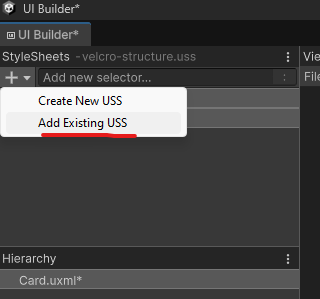 UI Builder*
UI Builder*
StyleSheets -velcro-structure.uss
Vie
Add new selector...
File
Create New USS
Add Existing USS
Hierarchy
Card.uxml*